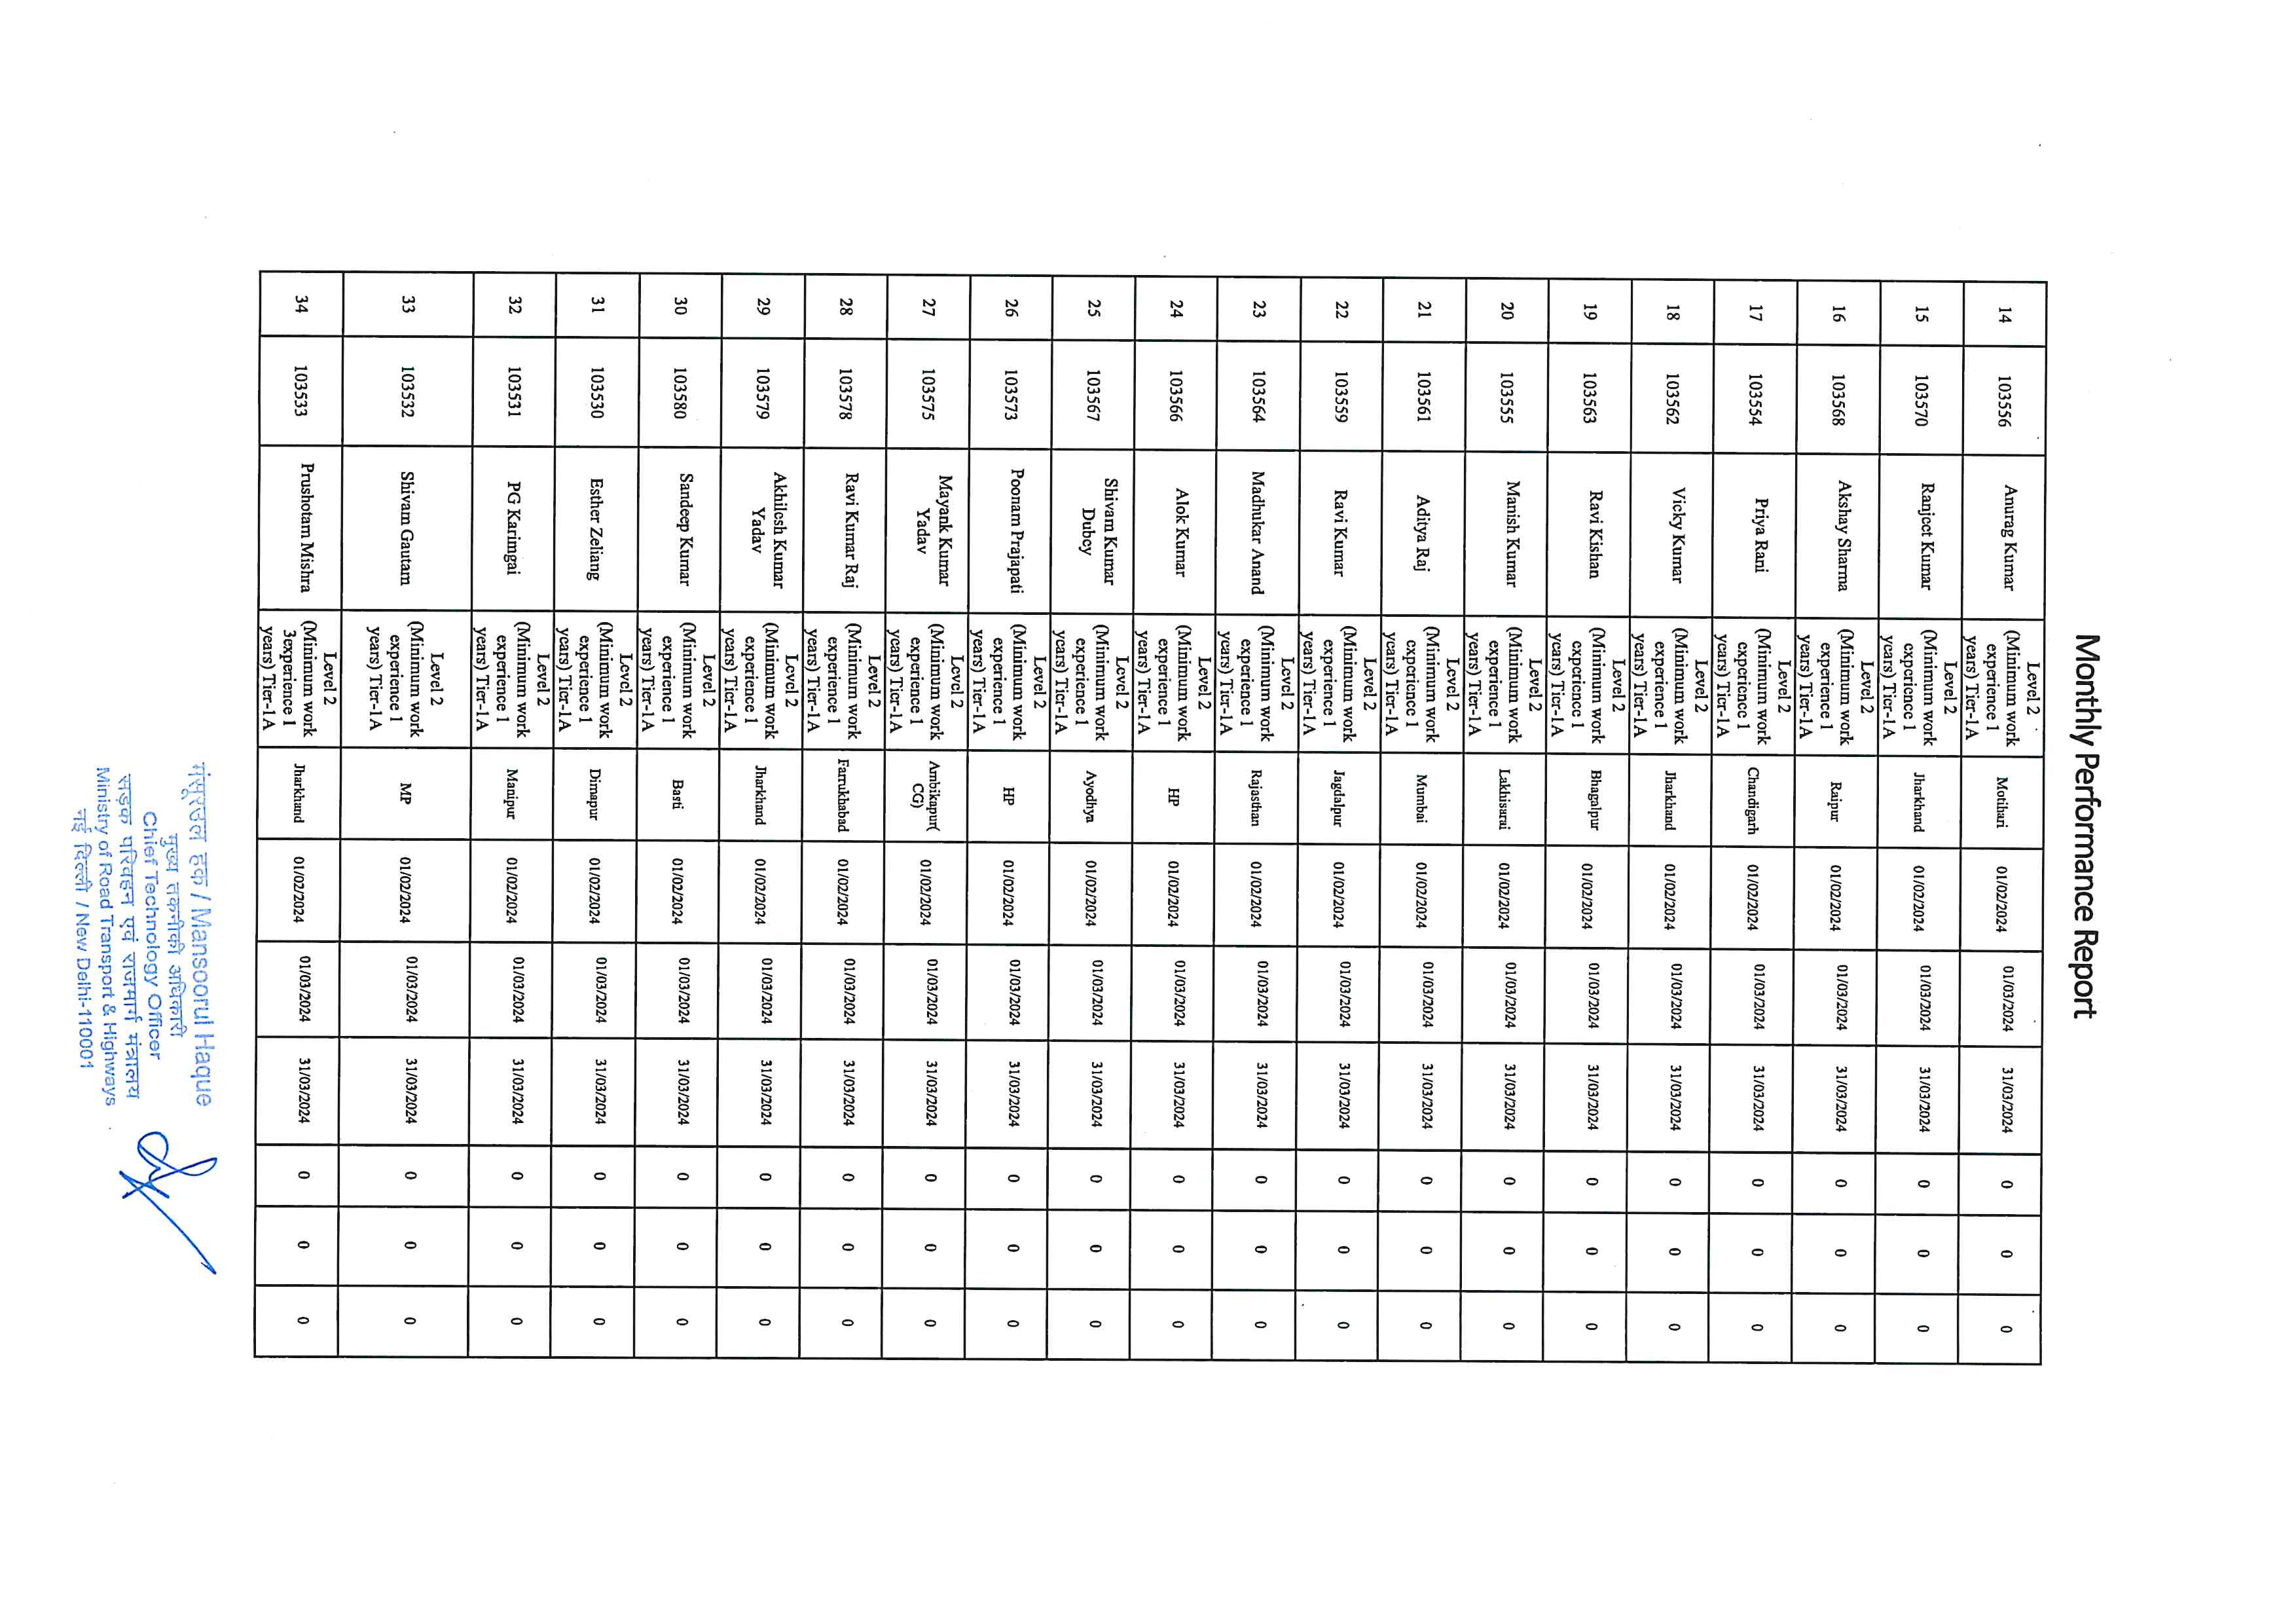 Monthly Performance Report
14 103556 Anurag Kumar Level 2 (Minimum work experience 1 years) Tier-1A Motihari 01/02/2024 01/03/2024 31/03/2024 0 0 0
15 103570 Ranjeet Kumar Level 2 (Minimum work experience 1 years) Tier-1A Jharkhand 01/02/2024 01/03/2024 31/03/2024 0 0 0
16 103568 Akshay Sharma Level 2 (Minimum work experience 1 years) Tier-1A Raipur 01/02/2024 01/03/2024 31/03/2024 0 0 0
17 103554 Priya Rani Level 2 (Minimum work experience 1 years) Tier-1A Chandigarh 01/02/2024 01/03/2024 31/03/2024 0 0 0
18 103562 Vicky Kumar Level 2 (Minimum work experience 1 years) Tier-1A Jharkhand 01/02/2024 01/03/2024 31/03/2024 0 0 0
19 103563 Ravi Kishan Level 2 (Minimum work experience 1 years) Tier-1A Bhagalpur 01/02/2024 01/03/2024 31/03/2024 0 0 0
20 103555 Manish Kumar Level 2 (Minimum work experience 1 years) Tier-1A Lakhisarai 01/02/2024 01/03/2024 31/03/2024 0 0 0
21 103561 Aditya Raj Level 2 (Minimum work experience 1 years) Tier-1A Mumbai 01/02/2024 01/03/2024 31/03/2024 0 0 0
22 103559 Ravi Kumar Level 2 (Minimum work experience 1 years) Tier-1A Jagdalpur 01/02/2024 01/03/2024 31/03/2024 0 0 0
23 103564 Madhukar Anand Level 2 (Minimum work experience 1 years) Tier-1A Rajasthan 01/02/2024 01/03/2024 31/03/2024 0 0 0
24 103566 Alok Kumar Level 2 (Minimum work experience 1 years) Tier-1A HP 01/02/2024 01/03/2024 31/03/2024 0 0 0
25 103567 Shivam Kumar Dubey Level 2 (Minimum work experience 1 years) Tier-1A Ayodhya 01/02/2024 01/03/2024 31/03/2024 0 0 0
26 103573 Poonam Prajapati Level 2 (Minimum work experience 1 years) Tier-1A HP 01/02/2024 01/03/2024 31/03/2024 0 0 0
27 103575 Mayank Kumar Yadav Level 2 (Minimum work experience 1 years) Tier-1A Ambikapur( CG) 01/02/2024 01/03/2024 31/03/2024 0 0 0
28 103578 Ravi Kumar Raj Level 2 (Minimum work experience 1 years) Tier-1A Farrukhabad 01/02/2024 01/03/2024 31/03/2024 0 0 0
29 103579 Akhilesh Kumar Yadav Level 2 (Minimum work experience 1 years) Tier-1A Jharkhand 01/02/2024 01/03/2024 31/03/2024 0 0 0
30 103580 Sandeep Kumar Level 2 (Minimum work experience 1 years) Tier-1A Basti 01/02/2024 01/03/2024 31/03/2024 0 0 0
31 103530 Esther Zeliang Level 2 (Minimum work experience 1 years) Tier-1A Dimapur 01/02/2024 01/03/2024 31/03/2024 0 0 0
32 103531 PG Karimgai Level 2 (Minimum work experience 1 years) Tier-1A Manipur 01/02/2024 01/03/2024 31/03/2024 0 0 0
33 103532 Shivam Gautam Level 2 (Minimum work experience 1 years) Tier-1A MP 01/02/2024 01/03/2024 31/03/2024 0 0 0
34 103533 Prushotam Mishra Level 2 (Minimum work 3experience 1 years) Tier-1A Jharkhand 01/02/2024 01/03/2024 31/03/2024 0 0 0
मंसूरुल हक / Mansoorul Haque
मुख्य तकनीकी अधिकारी
Chief Technology Officer
सड़क परिवहन एवं राजमार्ग मंत्रालय
Ministry of Road Transport & Highways
नई दिल्ली / New Delhi-110001